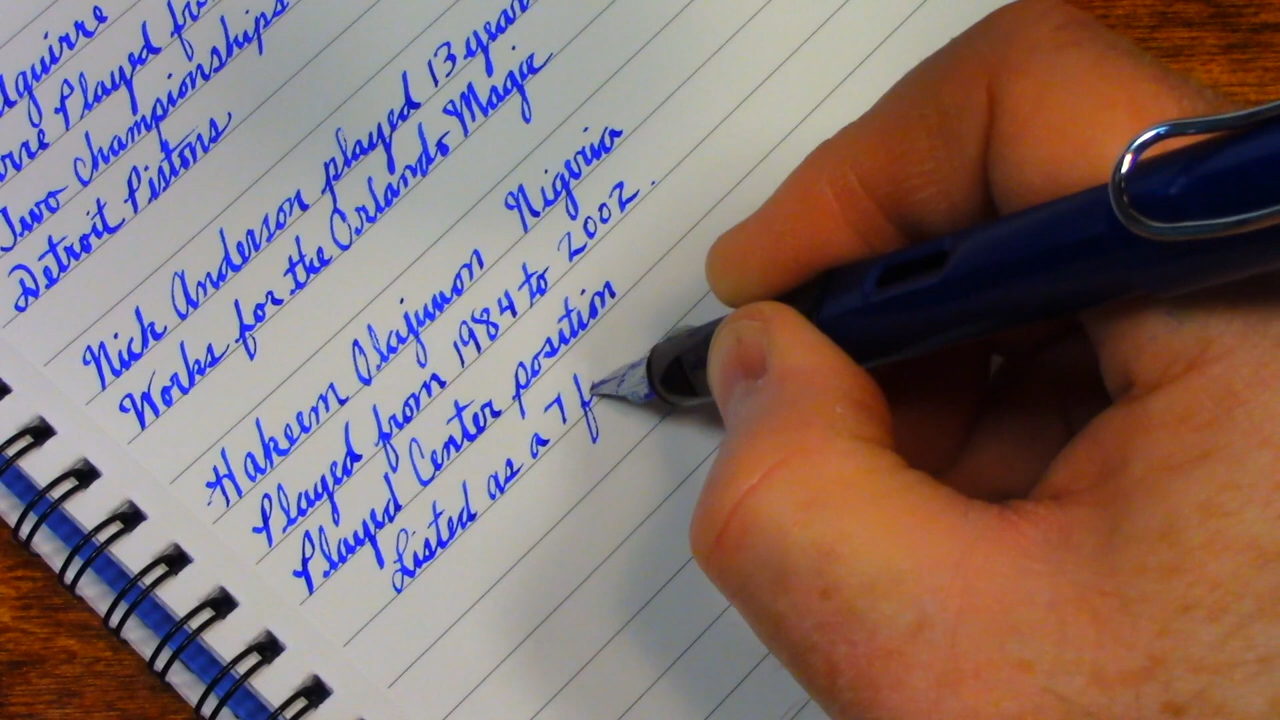 Aguirre
rre Played fr
Two Championships
Detroit Pistons
Nick Anderson played 13 year
Works for the Orlando Magic
Hakeem Olajuwon Nigeria
Played from 1984 to 2002.
Played Center position
Listed as a 7 f